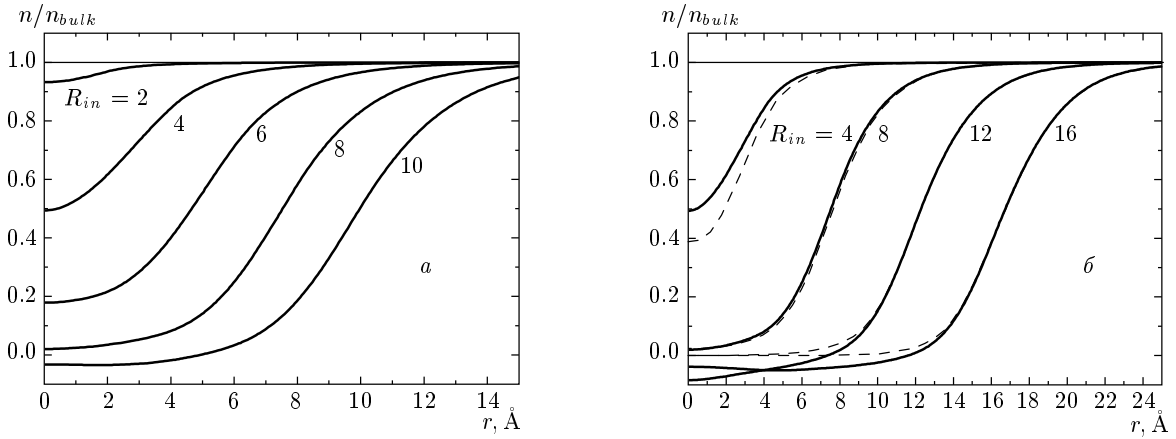 n/n_bulk
1.0
0.8
0.6
0.4
0.2
0.0
R_in = 2
4
6
8
10
а
0 2 4 6 8 10 12 14
r, Å
n/n_bulk
1.0
0.8
0.6
0.4
0.2
0.0
R_in = 4
8
12
16
б
0 2 4 6 8 10 12 14 16 18 20 22 24
r, Å